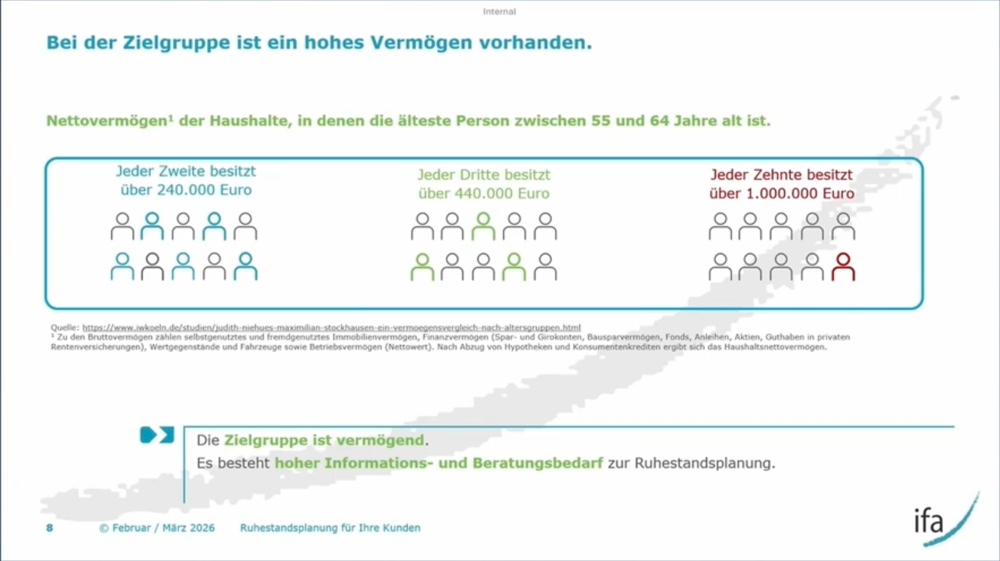 Internal
Bei der Zielgruppe ist ein hohes Vermögen vorhanden.
Nettovermögen¹ der Haushalte, in denen die älteste Person zwischen 55 und 64 Jahre alt ist.
Jeder Zweite besitzt
über 240.000 Euro
Jeder Dritte besitzt
über 440.000 Euro
Jeder Zehnte besitzt
über 1.000.000 Euro
Quelle: https://www.iwkoeln.de/studien/judith-niehues-maximilian-stockhausen-ein-vermoegensvergleich-nach-altersgruppen.html
¹ Zu den Bruttovermögen zählen selbstgenutztes und fremdgenutztes Immobilienvermögen, Finanzvermögen (Spar- und Girokonten, Bausparvermögen, Fonds, Anleihen, Aktien, Guthaben in privaten
Rentenversicherungen), Wertgegenstände und Fahrzeuge sowie Betriebsvermögen (Nettowert). Nach Abzug von Hypotheken und Konsumentenkrediten ergibt sich das Haushaltsnettovermögen.
Die Zielgruppe ist vermögend.
Es besteht hoher Informations- und Beratungsbedarf zur Ruhestandsplanung.
8 © Februar / März 2026 Ruhestandsplanung für Ihre Kunden
ifa